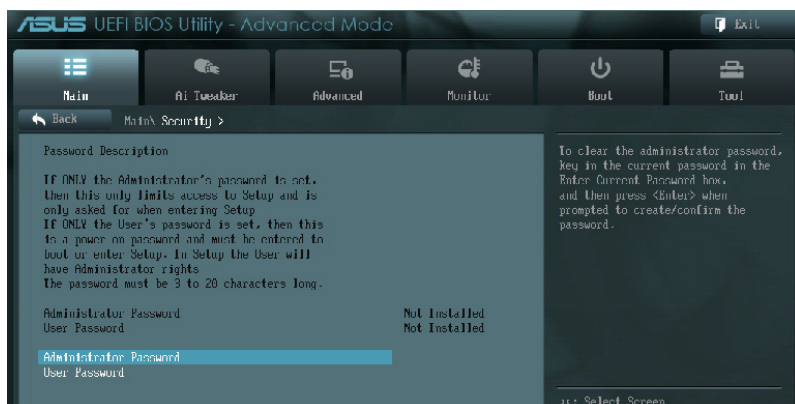 ASUS UEFI BIOS Utility - Advanced Mode
Exit
Main
Ai Tweaker
Advanced
Monitor
Boot
Tool
Back
Main\ Security >
Password Description
If ONLY the Administrator's password is set,
then this only limits access to Setup and is
only asked for when entering Setup
If ONLY the User's password is set, then this
is a power on password and must be entered to
boot or enter Setup. In Setup the User will
have Administrator rights
The password must be 3 to 20 characters long.
Administrator Password Not Installed
User Password Not Installed
Administrator Password
User Password
To clear the administrator password,
key in the current password in the
Enter Current Password box,
and then press <Enter> when
prompted to create/confirm the
password.
: Select Screen